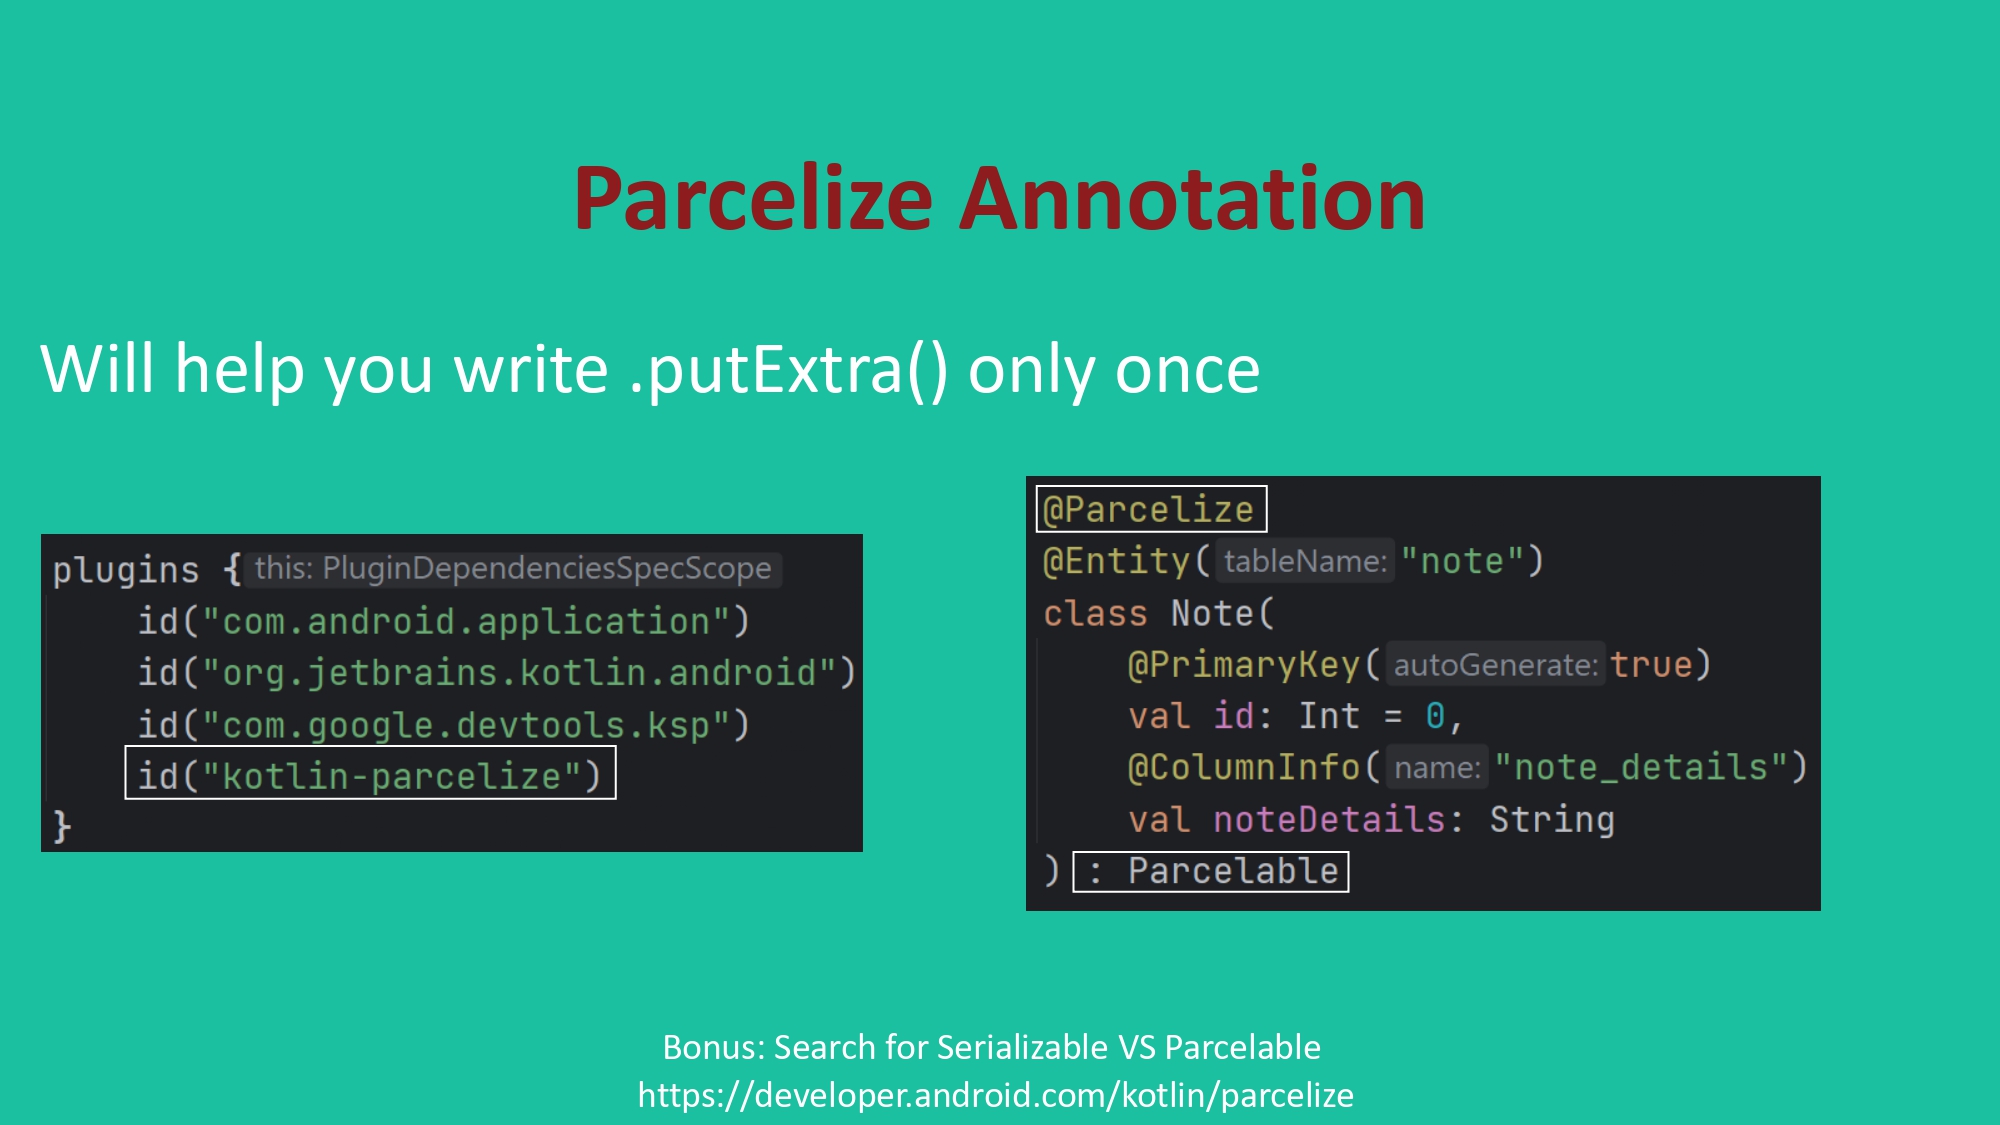 Parcelize Annotation
Will help you write .putExtra() only once
plugins { this: PluginDependenciesSpecScope
id("com.android.application")
id("org.jetbrains.kotlin.android")
id("com.google.devtools.ksp")
id("kotlin-parcelize")
}
@Parcelize
@Entity( tableName: "note")
class Note(
@PrimaryKey( autoGenerate: true)
val id: Int = 0,
@ColumnInfo( name: "note_details")
val noteDetails: String
) : Parcelable
Bonus: Search for Serializable VS Parcelable
https://developer.android.com/kotlin/parcelize